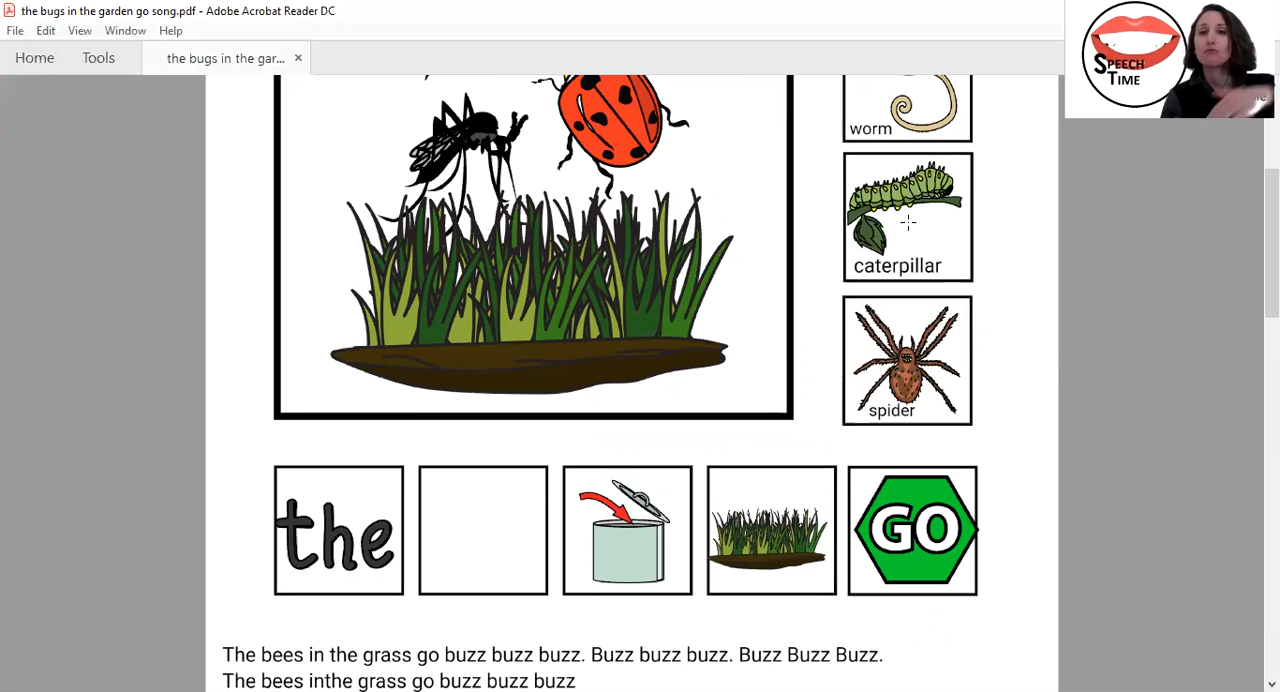 the bugs in the garden go song.pdf - Adobe Acrobat Reader DC
File Edit View Window Help
Home Tools the bugs in the gar... ×
SPEECH
TIME
worm
caterpillar
spider
the
GO
The bees in the grass go buzz buzz buzz. Buzz buzz buzz. Buzz Buzz Buzz.
The bees inthe grass go buzz buzz buzz